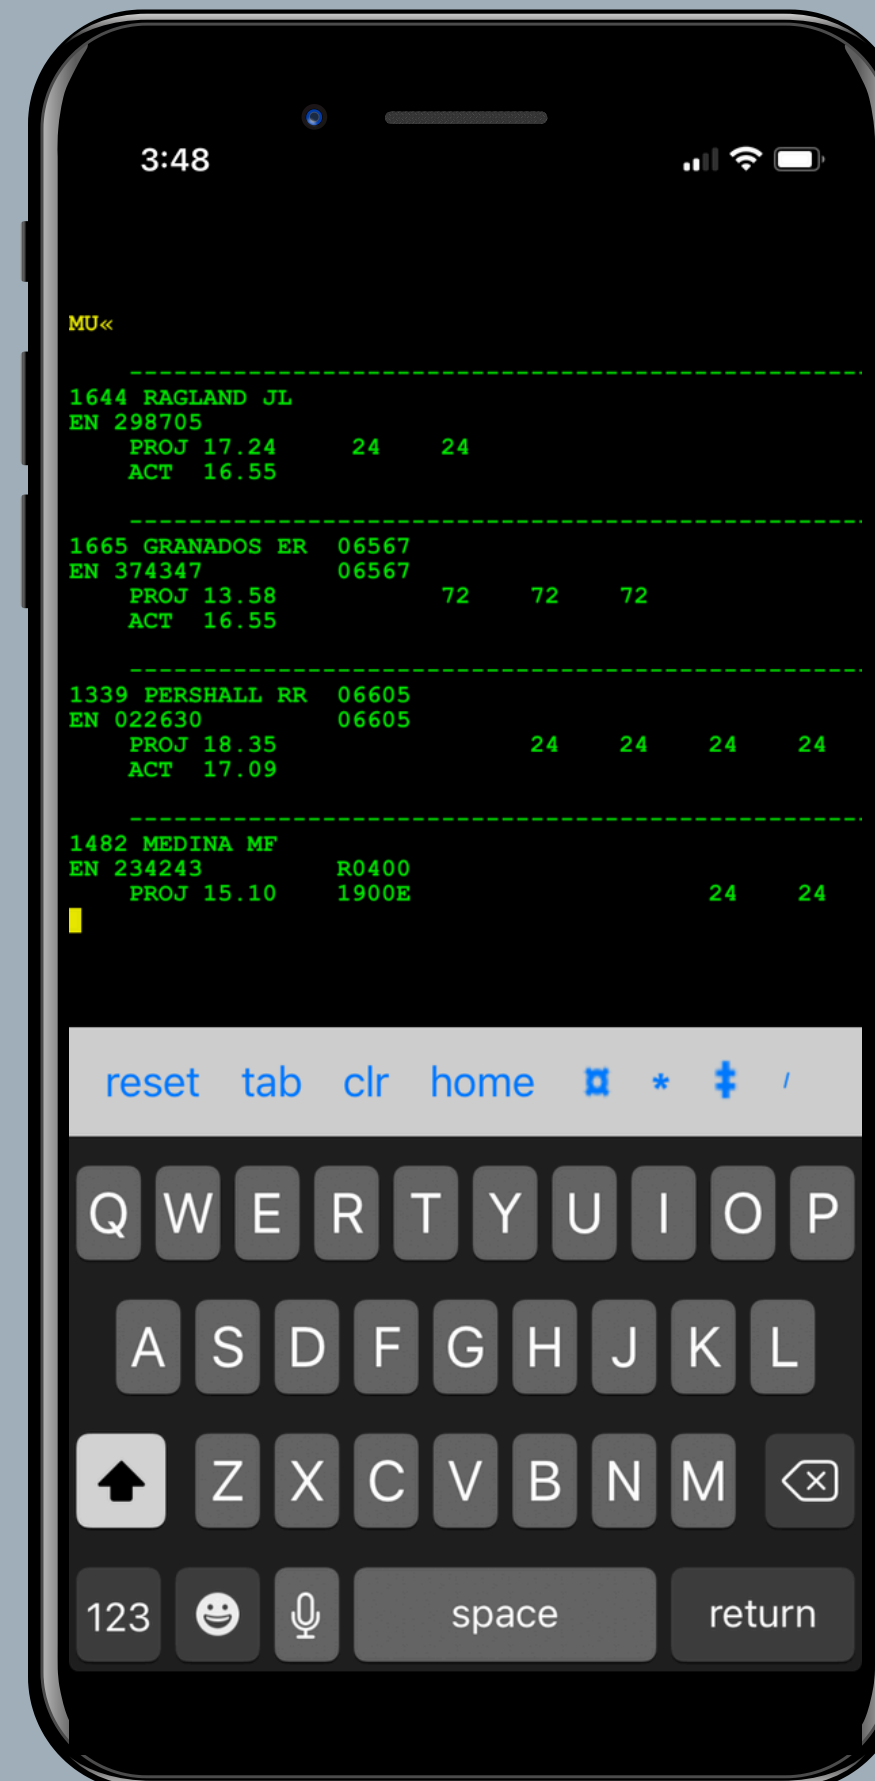 3:48
MU«
------------------------------------------------
1644 RAGLAND JL
EN 298705
PROJ 17.24 24 24
ACT 16.55
------------------------------------------------
1665 GRANADOS ER 06567
EN 374347 06567
PROJ 13.58 72 72 72
ACT 16.55
------------------------------------------------
1339 PERSHALL RR 06605
EN 022630 06605
PROJ 18.35 24 24 24 24
ACT 17.09
------------------------------------------------
1482 MEDINA MF
EN 234243 R0400
PROJ 15.10 1900E 24 24
reset tab clr home ¤ * ‡ /
Q W E R T Y U I O P
A S D F G H J K L
Z X C V B N M
123 space return